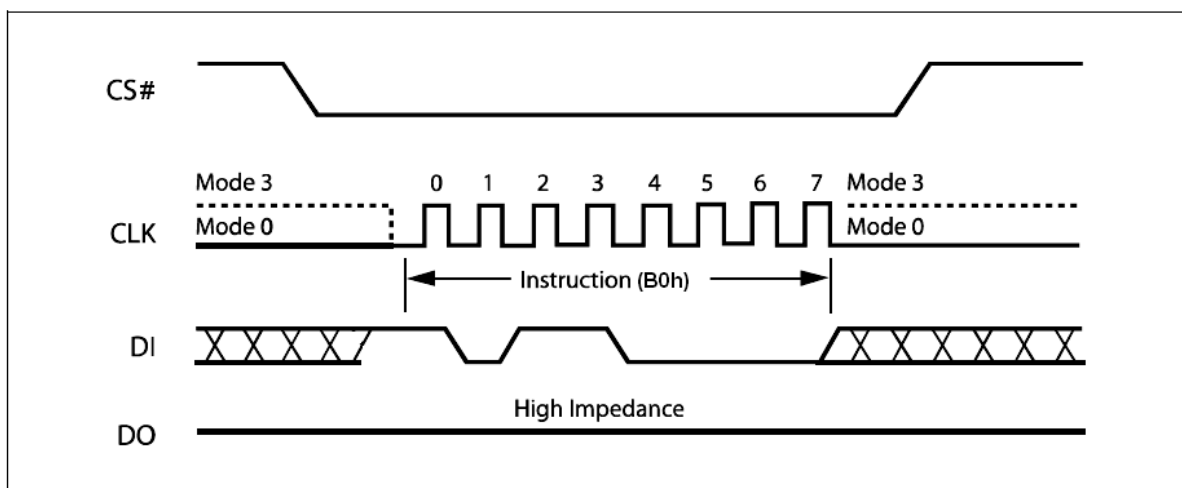 CS#
Mode 3
0 1 2 3 4 5 6 7
Mode 3
CLK
Mode 0
Mode 0
Instruction (B0h)
DI
High Impedance
DO